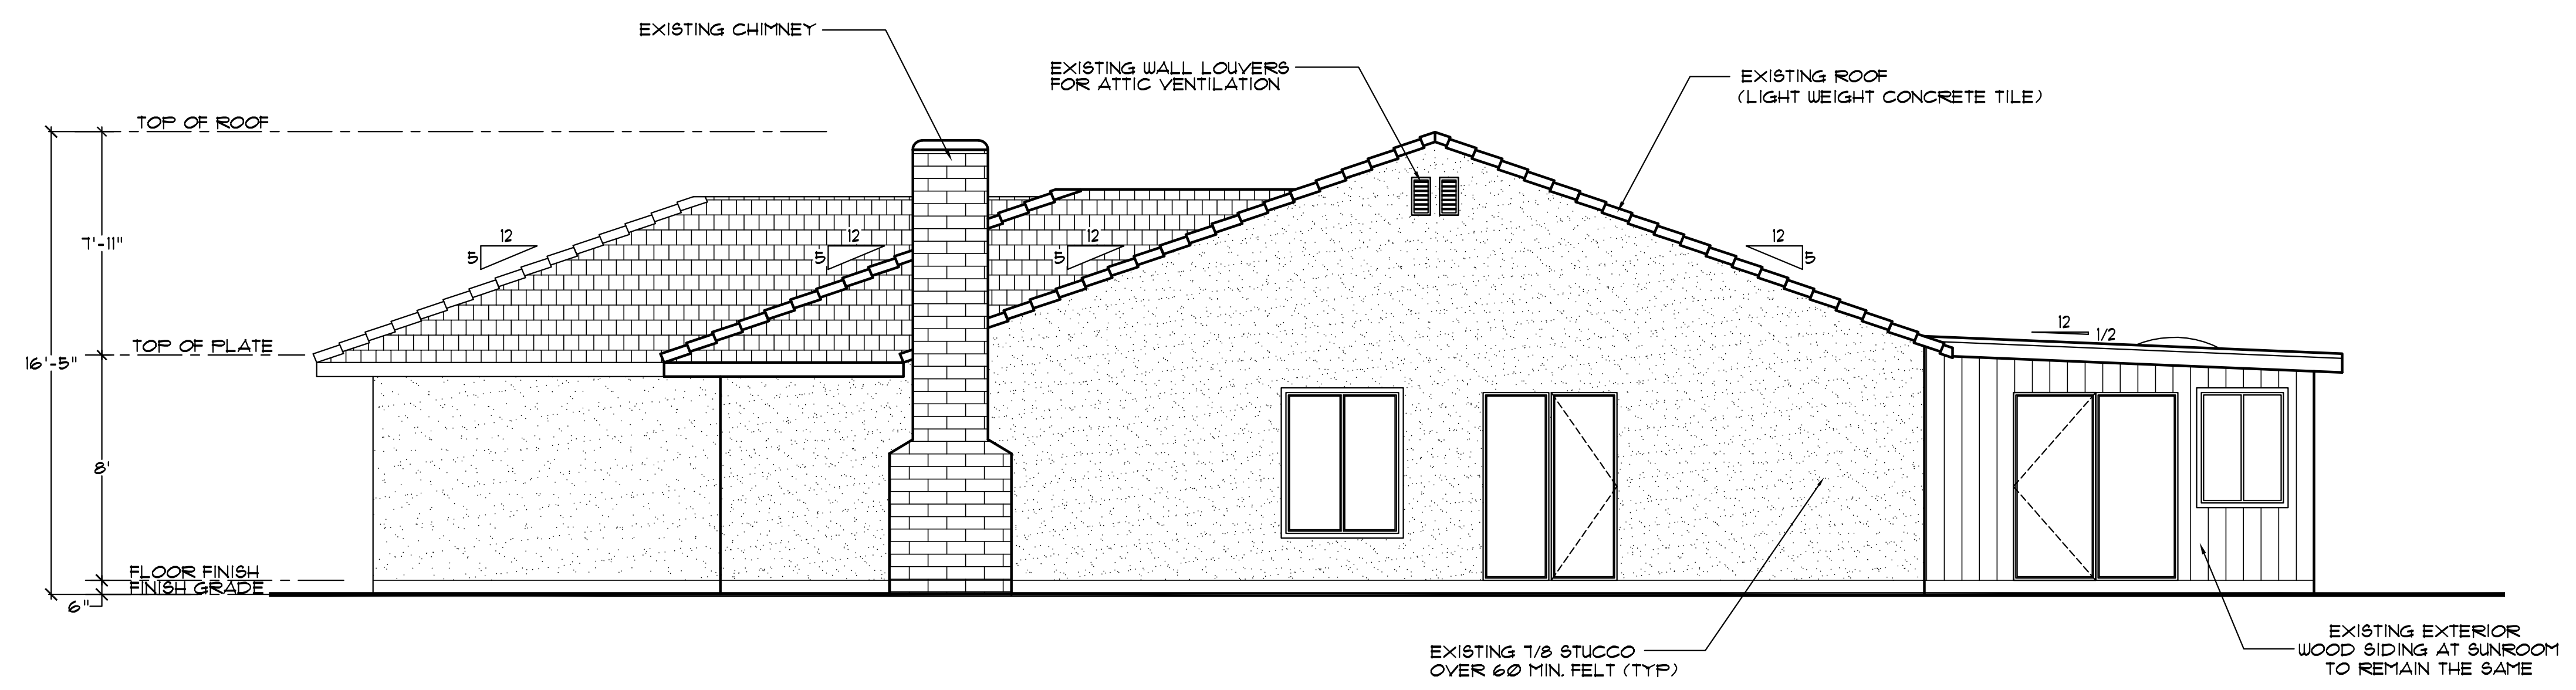 EXISTING CHIMNEY
EXISTING WALL LOUVERS
FOR ATTIC VENTILATION
EXISTING ROOF
(LIGHT WEIGHT CONCRETE TILE)
TOP OF ROOF
7'-11"
12
5
12
5
12
5
12
5
TOP OF PLATE
16'-5"
12
1/2
8'
FLOOR FINISH
FINISH GRADE
6"
EXISTING 7/8 STUCCO
OVER 60 MIN. FELT (TYP)
EXISTING EXTERIOR
WOOD SIDING AT SUNROOM
TO REMAIN THE SAME